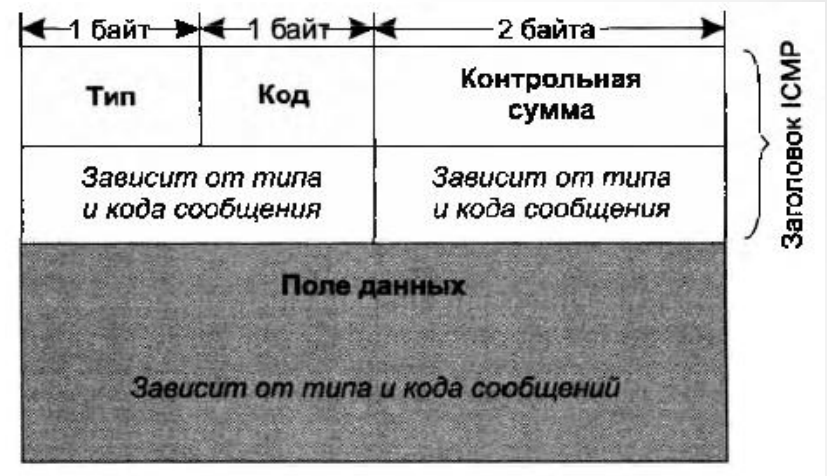 1 байт 1 байт 2 байта
Тип Код Контрольная
сумма
Заголовок ICMP
Зависит от типа Зависит от типа
и кода сообщения и кода сообщения
Поле данных
Зависит от типа и кода сообщений